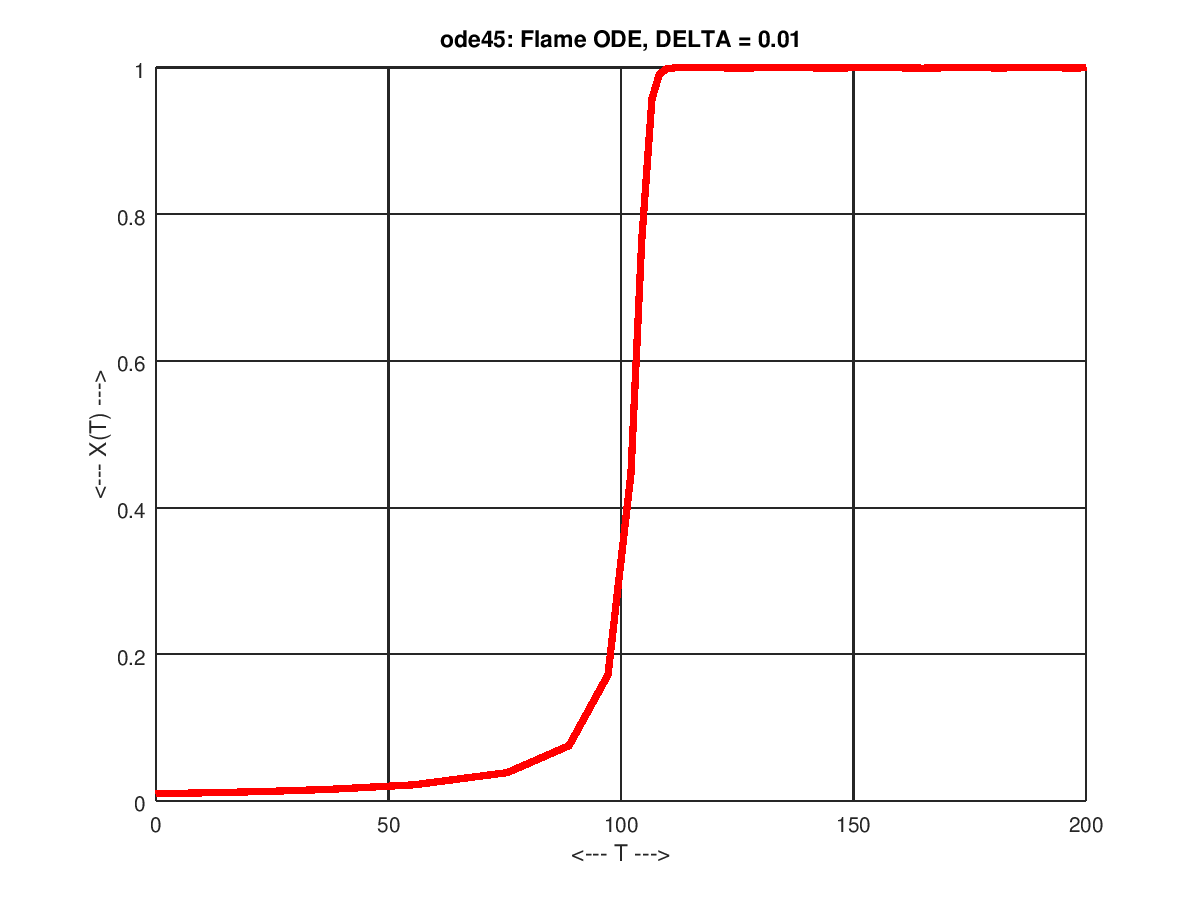 ode45: Flame ODE, DELTA = 0.01
1
0.8
0.6
0.4
0.2
0
<--- X(T) --->
0 50 100 150 200
<--- T --->